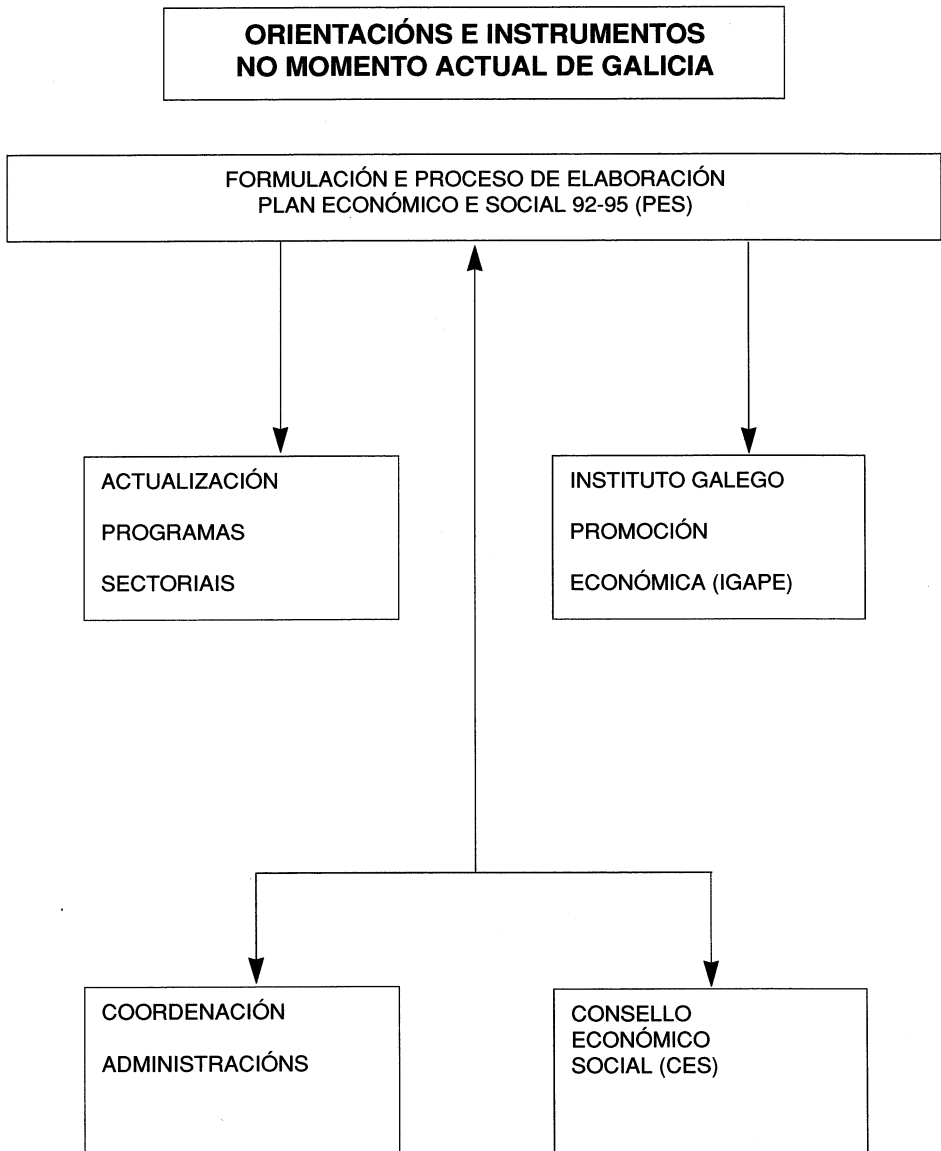 ORIENTACIÓNS E INSTRUMENTOS
NO MOMENTO ACTUAL DE GALICIA
FORMULACIÓN E PROCESO DE ELABORACIÓN
PLAN ECONÓMICO E SOCIAL 92-95 (PES)
ACTUALIZACIÓN
PROGRAMAS
SECTORIAIS
INSTITUTO GALEGO
PROMOCIÓN
ECONÓMICA (IGAPE)
COORDENACIÓN
ADMINISTRACIÓNS
CONSELLO
ECONÓMICO
SOCIAL (CES)